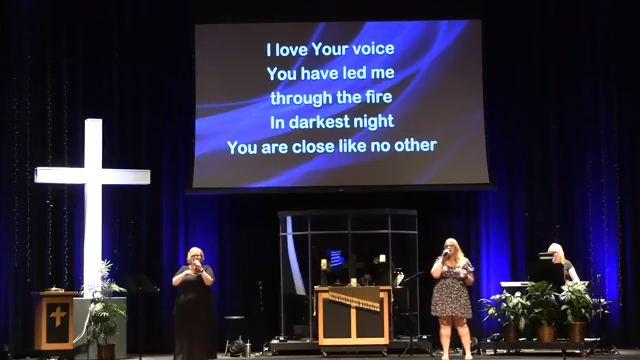 I love Your voice
You have led me
through the fire
In darkest night
You are close like no other